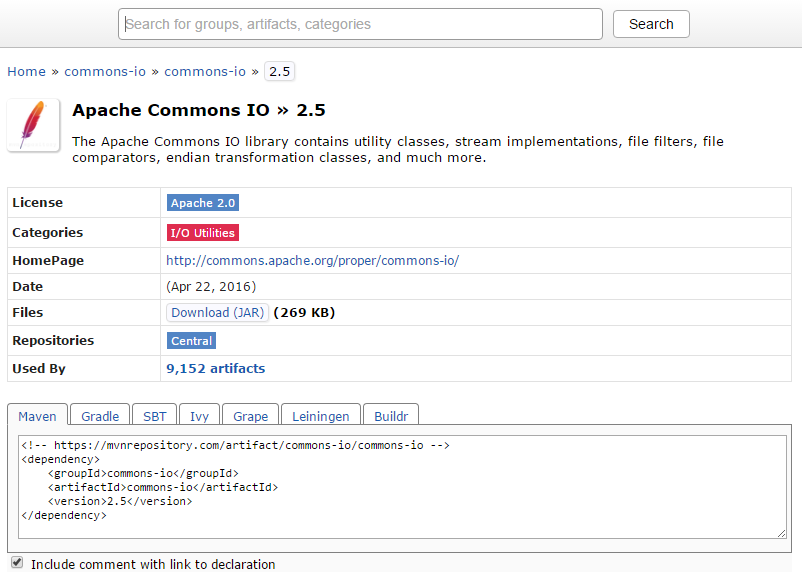 Search for groups, artifacts, categories Search
Home » commons-io » commons-io » 2.5
Apache Commons IO » 2.5
The Apache Commons IO library contains utility classes, stream implementations, file filters, file
comparators, endian transformation classes, and much more.
License Apache 2.0
Categories I/O Utilities
HomePage http://commons.apache.org/proper/commons-io/
Date (Apr 22, 2016)
Files Download (JAR) (269 KB)
Repositories Central
Used By 9,152 artifacts
Maven Gradle SBT Ivy Grape Leiningen Buildr
<!-- https://mvnrepository.com/artifact/commons-io/commons-io -->
<dependency>
    <groupId>commons-io</groupId>
    <artifactId>commons-io</artifactId>
    <version>2.5</version>
</dependency>
Include comment with link to declaration